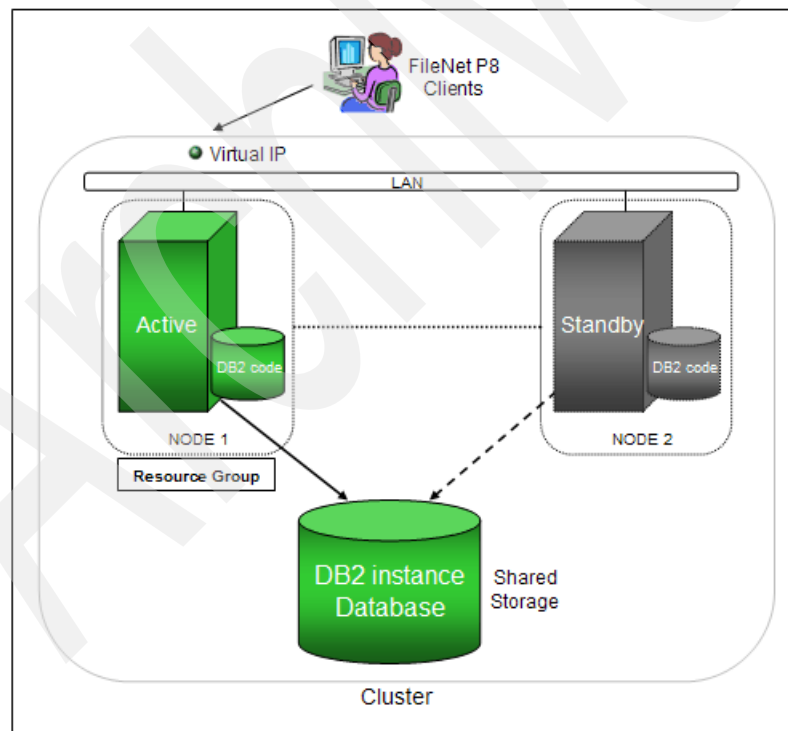 FileNet P8
Clients
Virtual IP
LAN
Active
DB2 code
NODE 1
Resource Group
Standby
DB2 code
NODE 2
DB2 instance
Database
Shared
Storage
Cluster